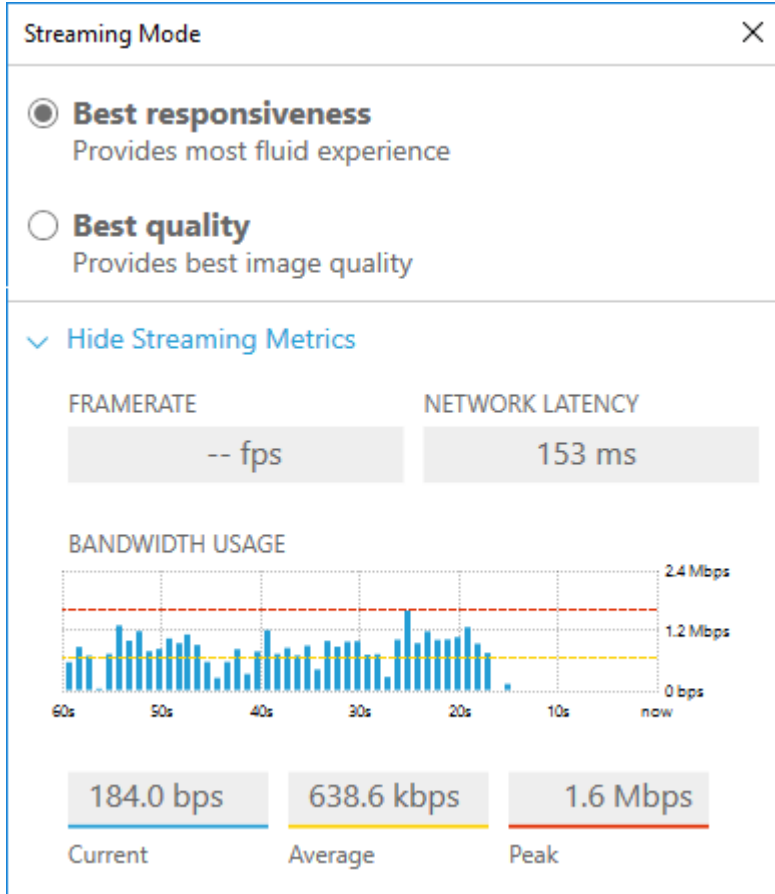 Streaming Mode
Best responsiveness
Provides most fluid experience
Best quality
Provides best image quality
Hide Streaming Metrics
FRAMERATE NETWORK LATENCY
-- fps 153 ms
BANDWIDTH USAGE
2.4 Mbps
1.2 Mbps
0 bps
60s 50s 40s 30s 20s 10s now
184.0 bps 638.6 kbps 1.6 Mbps
Current Average Peak